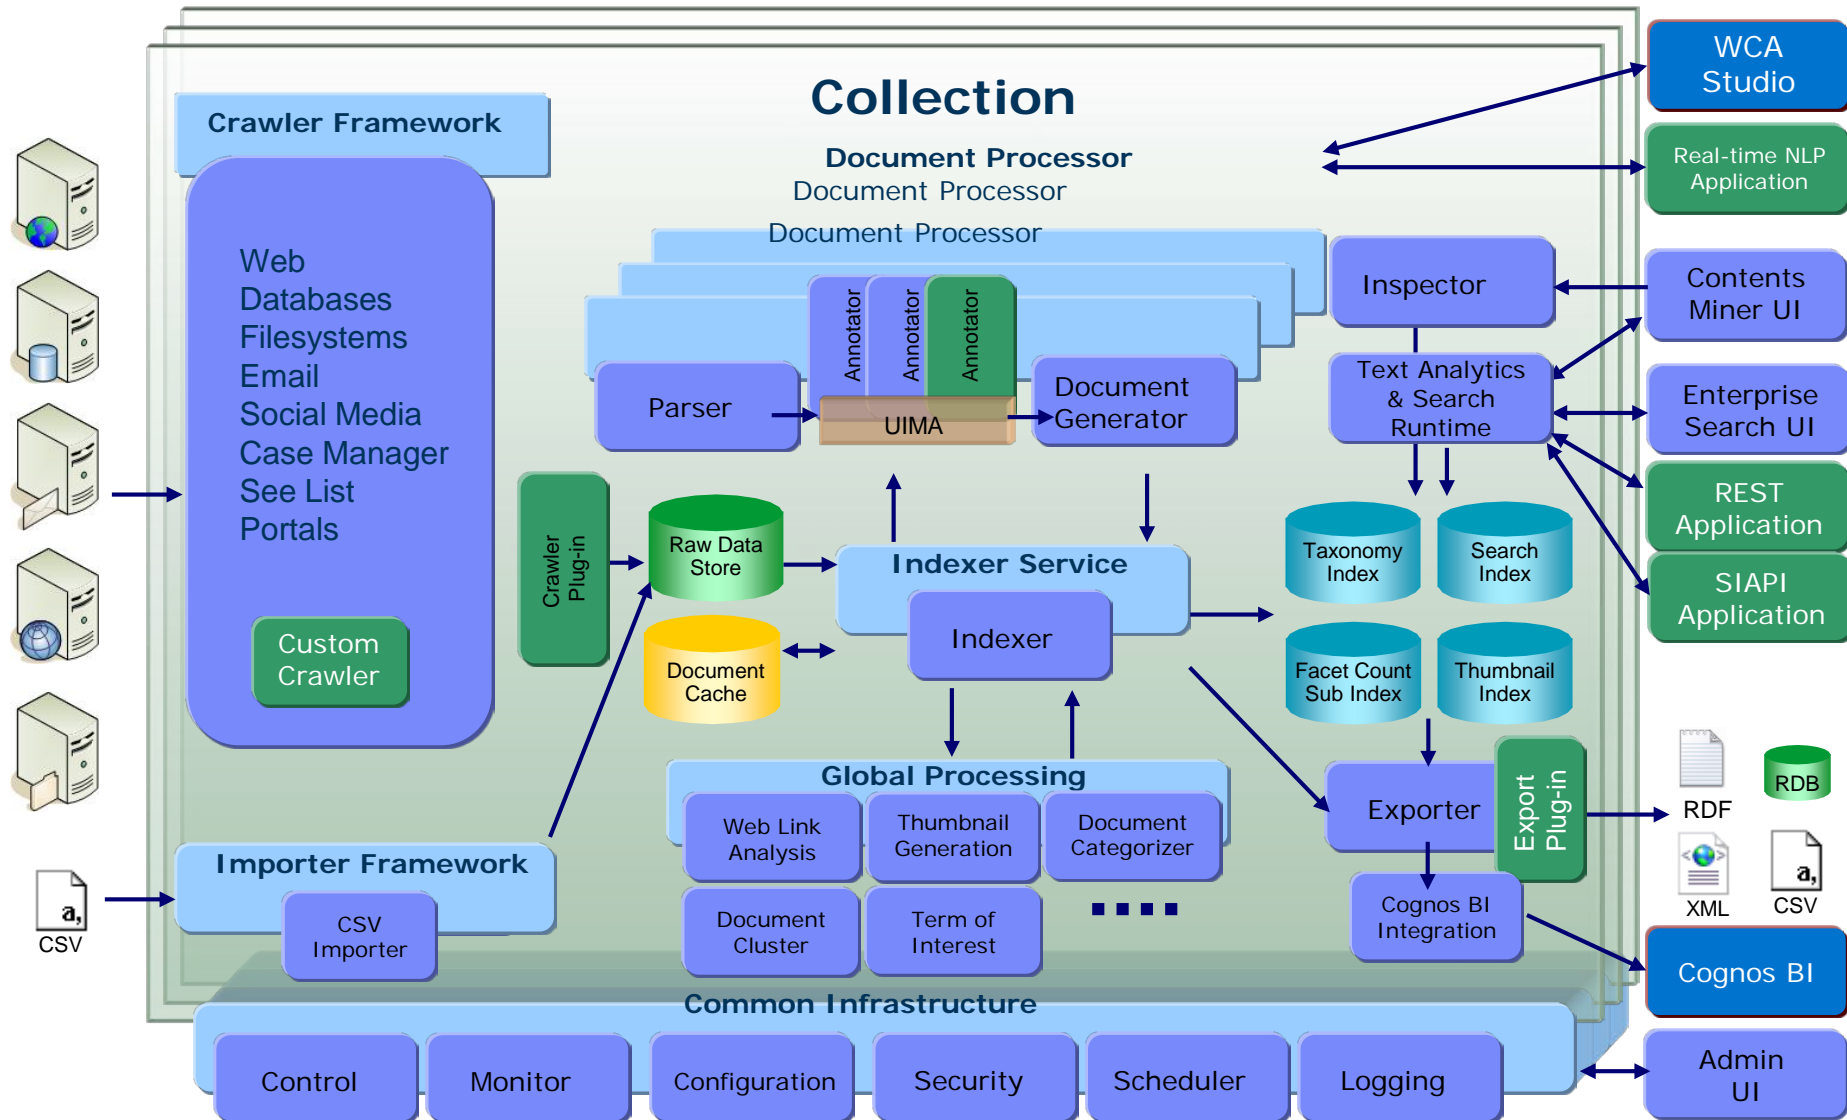 Collection
Crawler Framework
Web
Databases
Filesystems
Email
Social Media
Case Manager
See List
Portals
Custom
Crawler
Document Processor
Document Processor
Document Processor
Annotator
Annotator
Annotator
Parser
UIMA
Document
Generator
Inspector
Text Analytics
& Search
Runtime
Crawler
Plug-in
Raw Data
Store
Document
Cache
Indexer Service
Indexer
Taxonomy
Index
Search
Index
Facet Count
Sub Index
Thumbnail
Index
Global Processing
Web Link
Analysis
Thumbnail
Generation
Document
Categorizer
Document
Cluster
Term of
Interest
Exporter
Export
Plug-in
Cognos BI
Integration
Importer Framework
CSV
Importer
a,
CSV
Common Infrastructure
Control
Monitor
Configuration
Security
Scheduler
Logging
WCA
Studio
Real-time NLP
Application
Contents
Miner UI
Enterprise
Search UI
REST
Application
SIAPI
Application
RDF
RDB
XML
a,
CSV
Cognos BI
Admin
UI